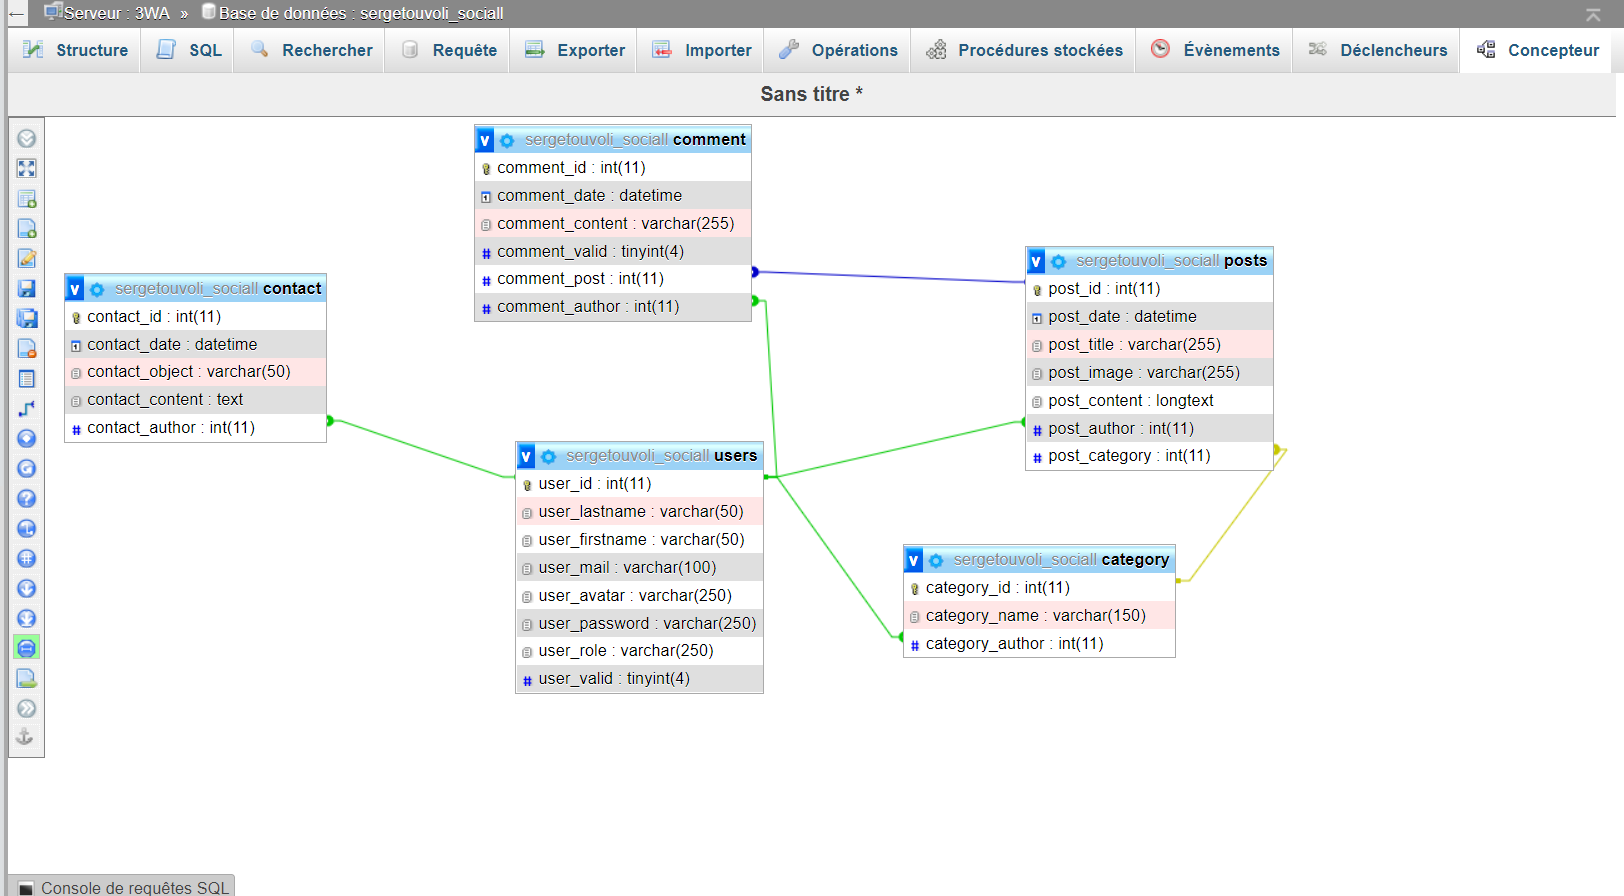 Serveur : 3WA » Base de données : sergetouvoli_sociall
Structure SQL Rechercher Requête Exporter Importer Opérations Procédures stockées Évènements Déclencheurs Concepteur
Sans titre *
v sergetouvoli_sociall comment
comment_id : int(11)
comment_date : datetime
comment_content : varchar(255)
comment_valid : tinyint(4)
comment_post : int(11)
comment_author : int(11)
v sergetouvoli_sociall posts
post_id : int(11)
post_date : datetime
post_title : varchar(255)
post_image : varchar(255)
post_content : longtext
post_author : int(11)
post_category : int(11)
v sergetouvoli_sociall contact
contact_id : int(11)
contact_date : datetime
contact_object : varchar(50)
contact_content : text
contact_author : int(11)
v sergetouvoli_sociall users
user_id : int(11)
user_lastname : varchar(50)
user_firstname : varchar(50)
user_mail : varchar(100)
user_avatar : varchar(250)
user_password : varchar(250)
user_role : varchar(250)
user_valid : tinyint(4)
v sergetouvoli_sociall category
category_id : int(11)
category_name : varchar(150)
category_author : int(11)
Console de requêtes SQL